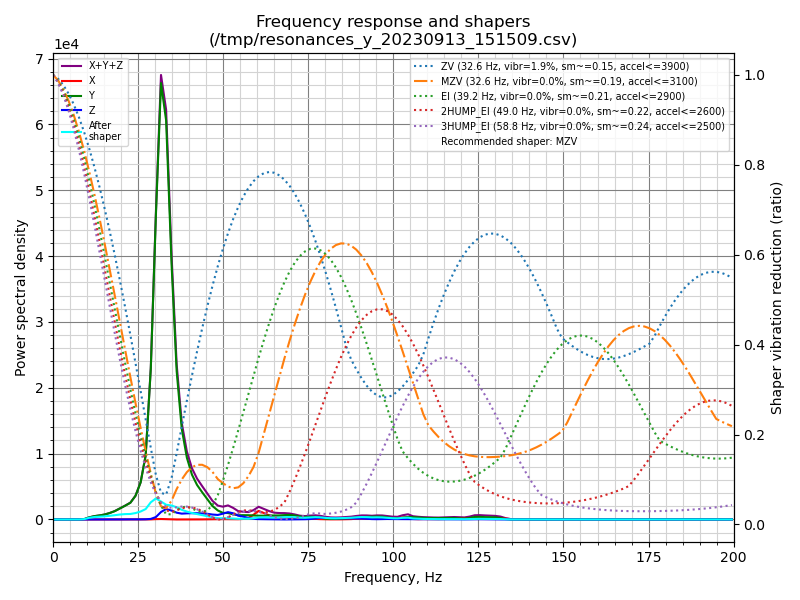 Frequency response and shapers
(/tmp/resonances_y_20230913_151509.csv)
1e4
X+Y+Z
X
Y
Z
After
shaper
ZV (32.6 Hz, vibr=1.9%, sm~=0.15, accel<=3900)
MZV (32.6 Hz, vibr=0.0%, sm~=0.19, accel<=3100)
EI (39.2 Hz, vibr=0.0%, sm~=0.21, accel<=2900)
2HUMP_EI (49.0 Hz, vibr=0.0%, sm~=0.22, accel<=2600)
3HUMP_EI (58.8 Hz, vibr=0.0%, sm~=0.24, accel<=2500)
Recommended shaper: MZV
Power spectral density
7
6
5
4
3
2
1
0
1.0
0.8
0.6
0.4
0.2
0.0
Shaper vibration reduction (ratio)
0 25 50 75 100 125 150 175 200
Frequency, Hz